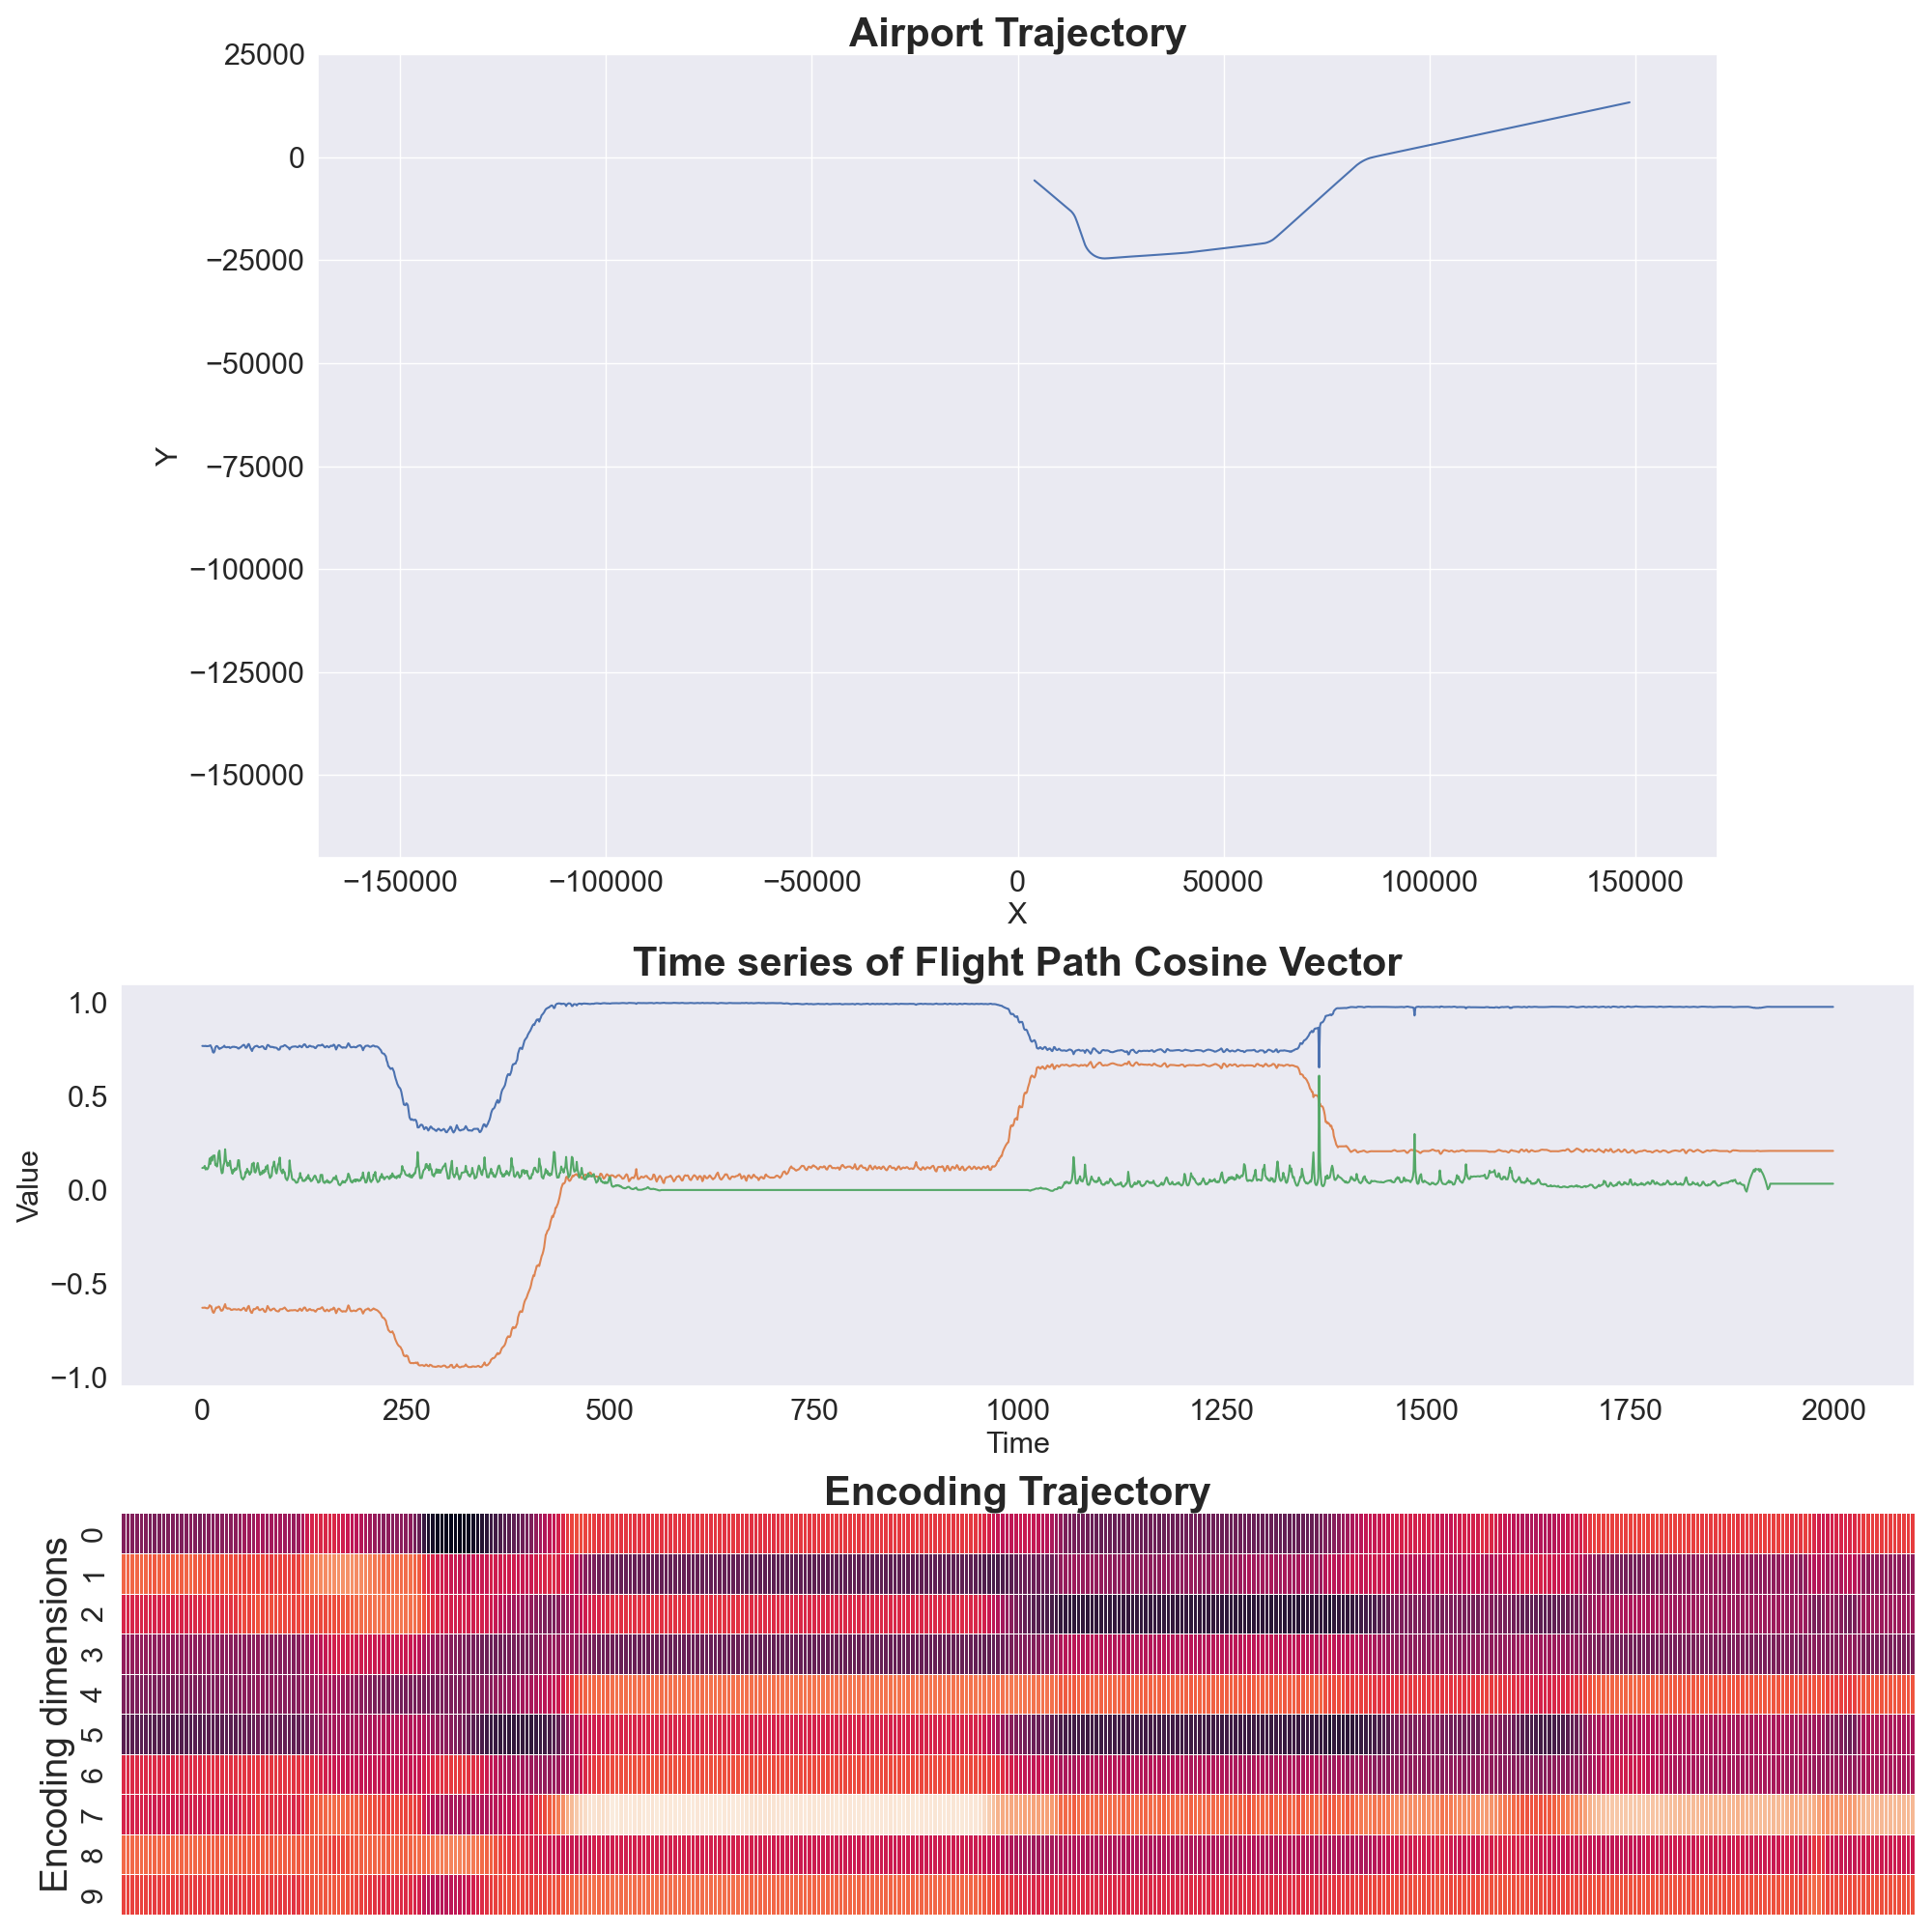 Airport Trajectory
25000
0
−25000
−50000
−75000
−100000
−125000
−150000
Y
−150000 −100000 −50000 0 50000 100000 150000
X
Time series of Flight Path Cosine Vector
1.0
0.5
0.0
−0.5
−1.0
Value
0 250 500 750 1000 1250 1500 1750 2000
Time
Encoding Trajectory
Encoding dimensions
0
1
2
3
4
5
6
7
8
9